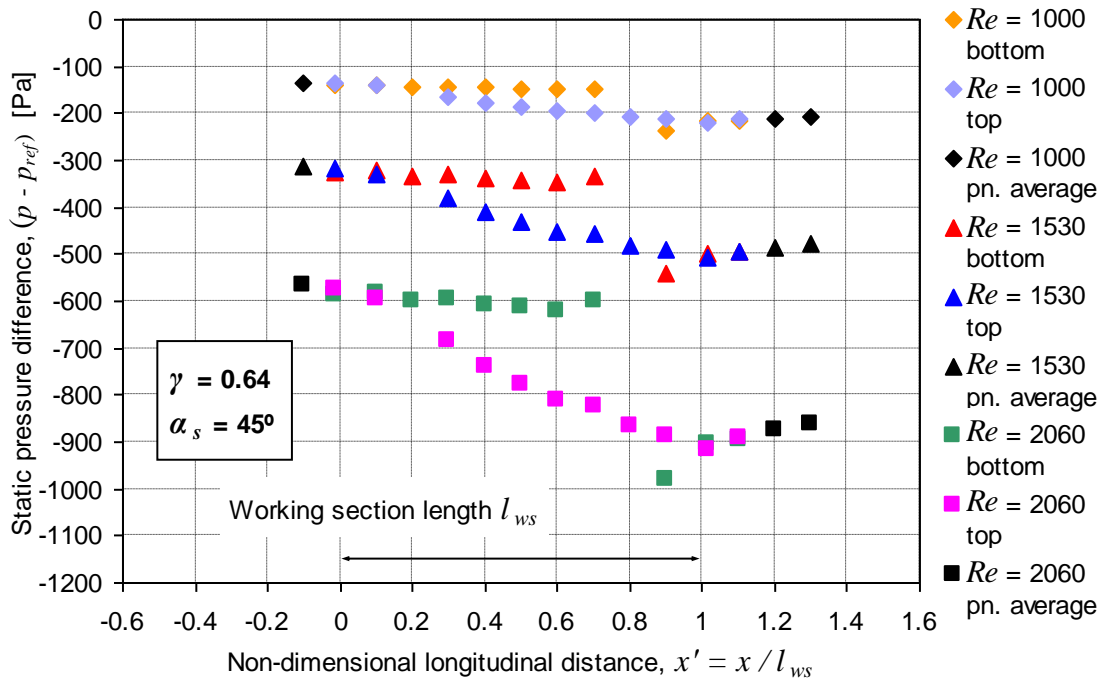 Static pressure difference, (p - p_ref) [Pa]
0
-100
-200
-300
-400
-500
-600
-700
-800
-900
-1000
-1100
-1200
γ = 0.64
α_s = 45º
Working section length l_ws
-0.6
-0.4
-0.2
0
0.2
0.4
0.6
0.8
1
1.2
1.4
1.6
Non-dimensional longitudinal distance, x' = x / l_ws
Re = 1000
bottom
Re = 1000
top
Re = 1000
pn. average
Re = 1530
bottom
Re = 1530
top
Re = 1530
pn. average
Re = 2060
bottom
Re = 2060
top
Re = 2060
pn. average